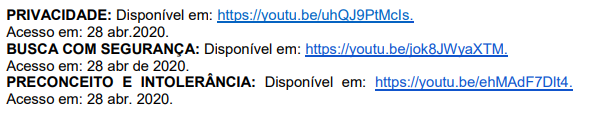 PRIVACIDADE: Disponível em: https://youtu.be/uhQJ9PtMcIs.
Acesso em: 28 abr.2020.
BUSCA COM SEGURANÇA: Disponível em: https://youtu.be/jok8JWyaXTM.
Acesso em: 28 abr de 2020.
PRECONCEITO E INTOLERÂNCIA: Disponível em: https://youtu.be/ehMAdF7Dlt4.
Acesso em: 28 abr. 2020.